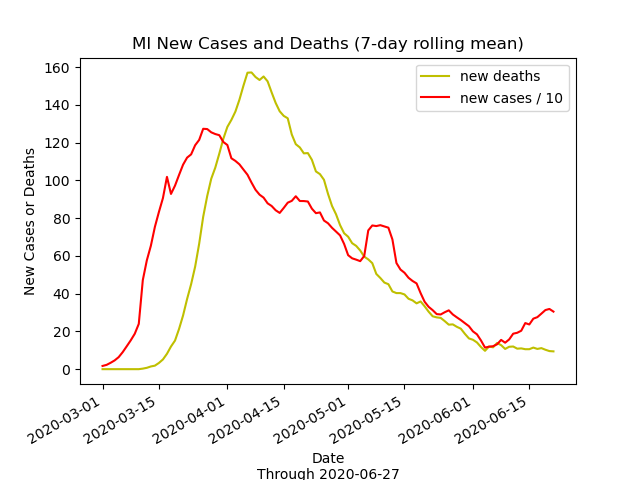 MI New Cases and Deaths (7-day rolling mean)
new deaths
new cases / 10
160
140
120
100
80
60
40
20
0
New Cases or Deaths
2020-03-01
2020-03-15
2020-04-01
2020-04-15
2020-05-01
2020-05-15
2020-06-01
2020-06-15
Date
Through 2020-06-27